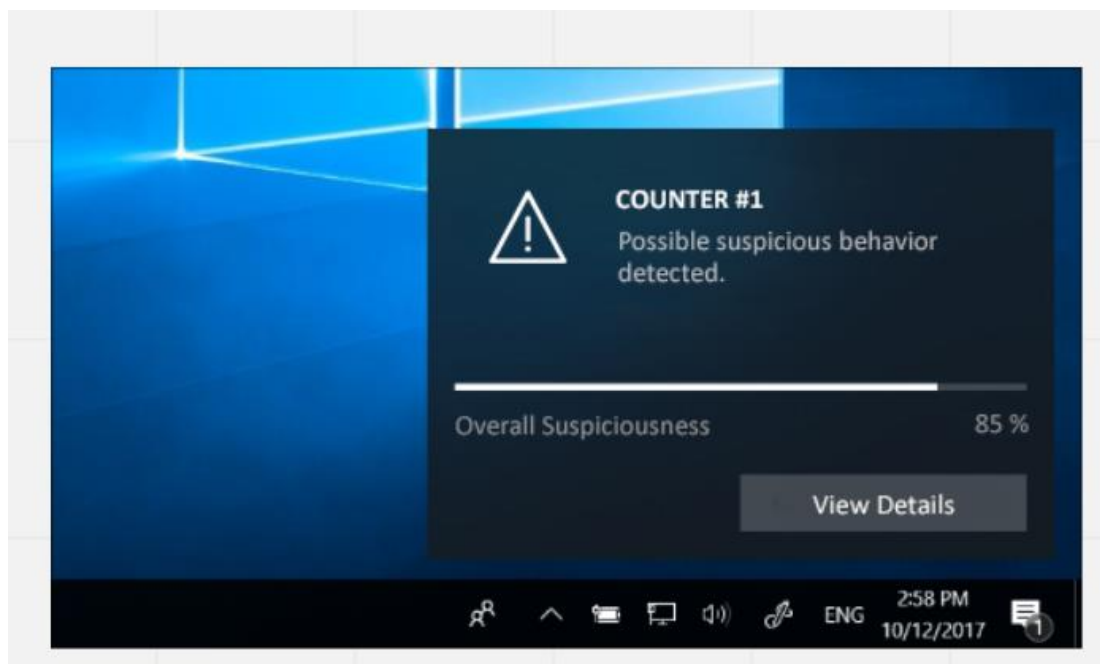 COUNTER #1
Possible suspicious behavior
detected.
Overall Suspiciousness 85 %
View Details
ENG
2:58 PM
10/12/2017
1